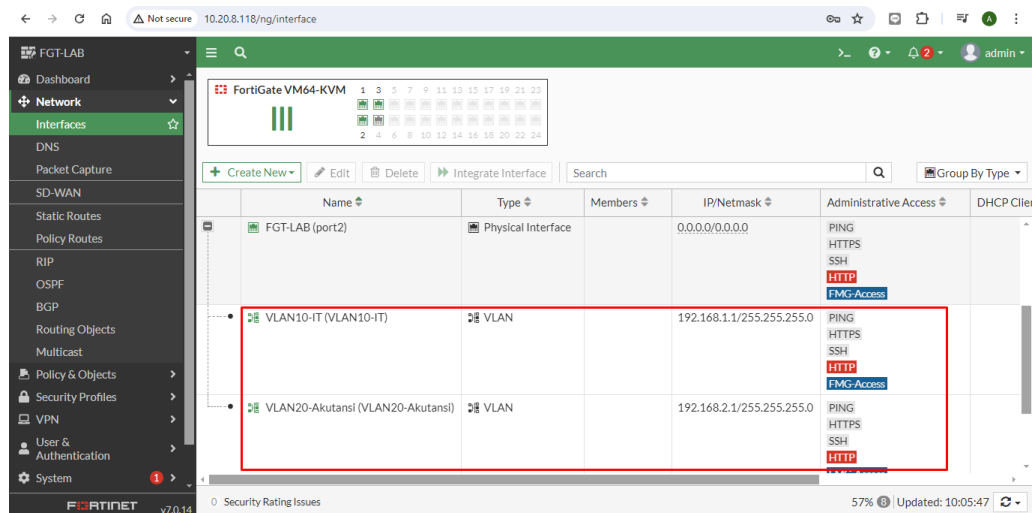 Not secure 10.20.8.118/ng/interface
A
FGT-LAB
>_
2
admin
Dashboard
Network
Interfaces
DNS
Packet Capture
SD-WAN
Static Routes
Policy Routes
RIP
OSPF
BGP
Routing Objects
Multicast
Policy & Objects
Security Profiles
VPN
User &
Authentication
System 1
FORTINET v7.0.14
FortiGate VM64-KVM 1 3 5 7 9 11 13 15 17 19 21 23
2 4 6 8 10 12 14 16 18 20 22 24
+ Create New Edit Delete Integrate Interface Search Group By Type
Name Type Members IP/Netmask Administrative Access DHCP Clie
FGT-LAB (port2) Physical Interface 0.0.0.0/0.0.0.0 PING
HTTPS
SSH
HTTP
FMG-Access
VLAN10-IT (VLAN10-IT) VLAN 192.168.1.1/255.255.255.0 PING
HTTPS
SSH
HTTP
FMG-Access
VLAN20-Akutansi (VLAN20-Akutansi) VLAN 192.168.2.1/255.255.255.0 PING
HTTPS
SSH
HTTP
0 Security Rating Issues 57% 8 Updated: 10:05:47